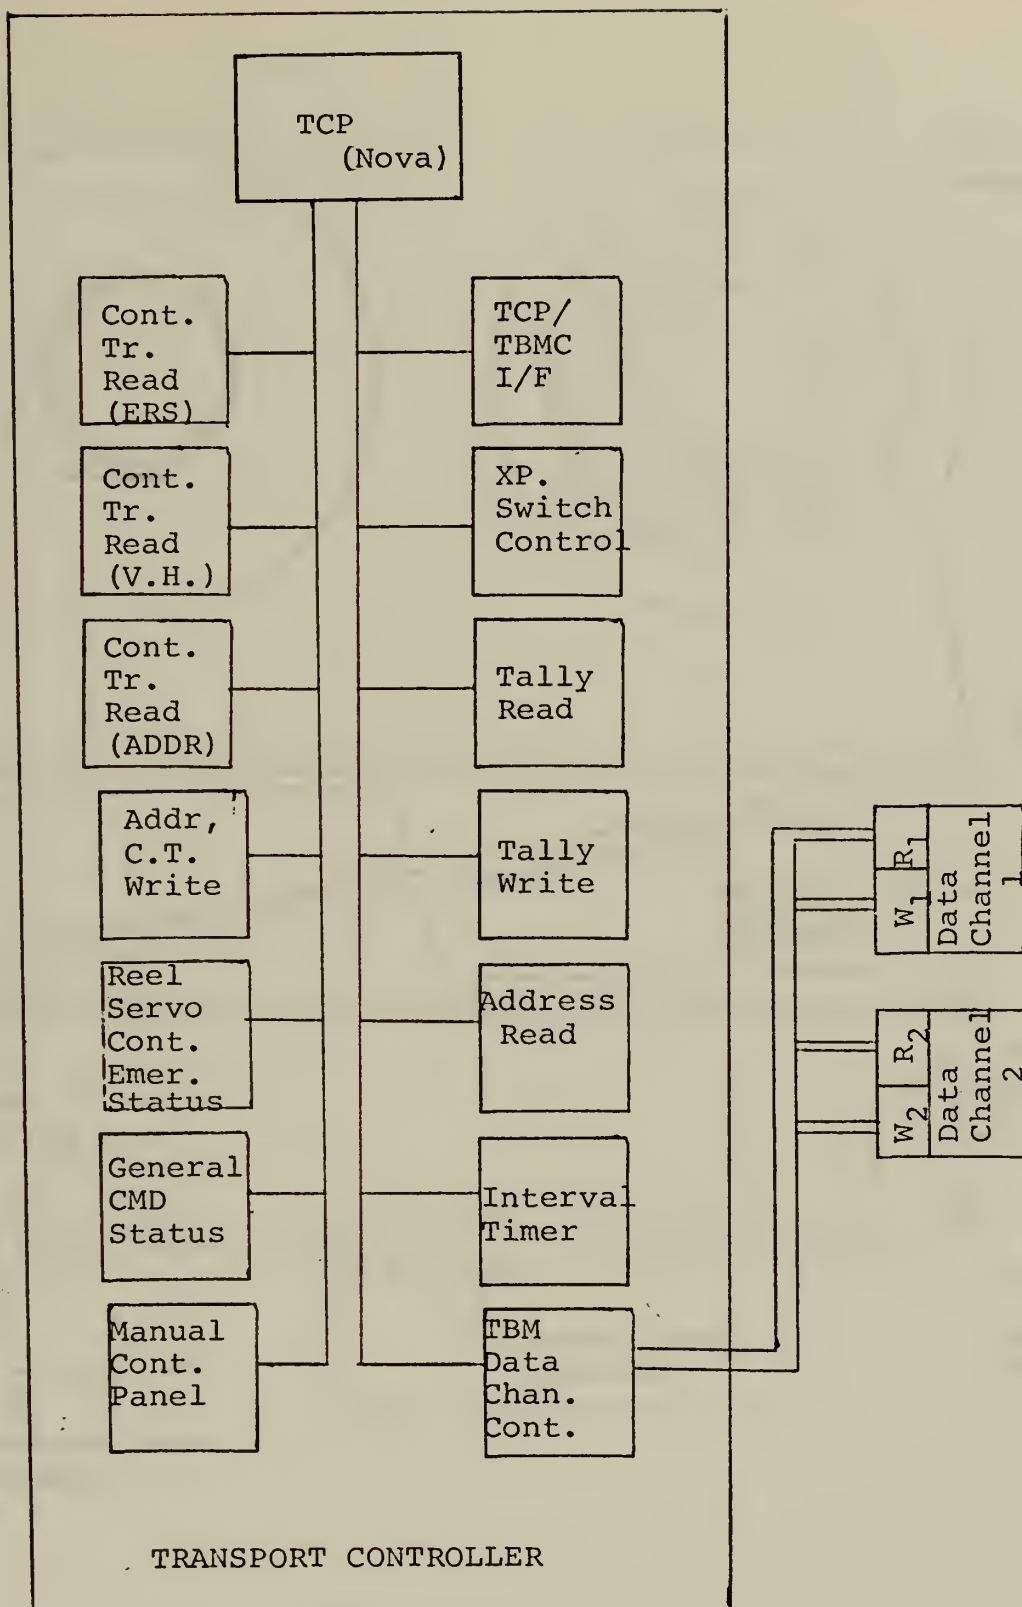 TCP
(Nova)
Cont.
Tr.
Read
(ERS)
TCP/
TBMC
I/F
Cont.
Tr.
Read
(V.H.)
XP.
Switch
Control
Cont.
Tr.
Read
(ADDR)
Tally
Read
Addr,
C.T.
Write
Tally
Write
R1
W1
Data
Channel
1
Reel
Servo
Cont.
Emer.
Status
Address
Read
R2
W2
Data
Channel
2
General
CMD
Status
Interval
Timer
Manual
Cont.
Panel
TBM
Data
Chan.
Cont.
TRANSPORT CONTROLLER